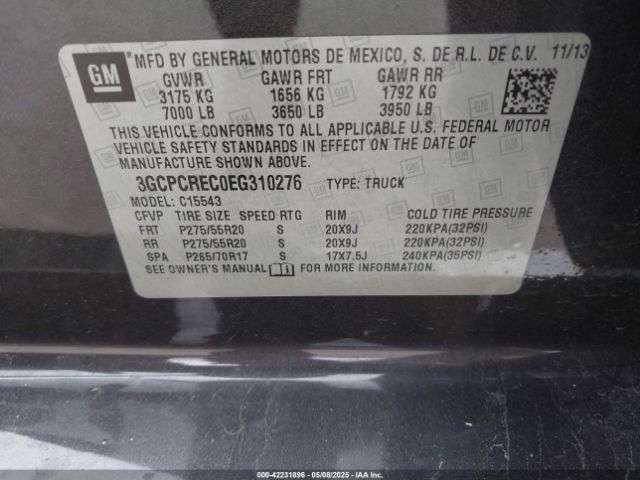 GM
MFD BY GENERAL MOTORS DE MEXICO, S. DE R.L. DE C.V. 11/13
GVWR GAWR FRT GAWR RR
3175 KG 1656 KG 1792 KG
7000 LB 3650 LB 3950 LB
THIS VEHICLE CONFORMS TO ALL APPLICABLE U.S. FEDERAL MOTOR
VEHICLE SAFETY STANDARDS IN EFFECT ON THE DATE OF
MANUFACTURE SHOWN ABOVE.
3GCPCREC0EG310276 TYPE: TRUCK
MODEL: C15543
CFVP TIRE SIZE SPEED RTG RIM COLD TIRE PRESSURE
FRT P275/55R20 S 20X9J 220KPA(32PSI)
RR P275/55R20 S 20X9J 220KPA(32PSI)
SPA P265/70R17 S 17X7.5J 240KPA(35PSI)
SEE OWNER'S MANUAL FOR MORE INFORMATION
000-42231896 05/08/2025 IAAI.COM